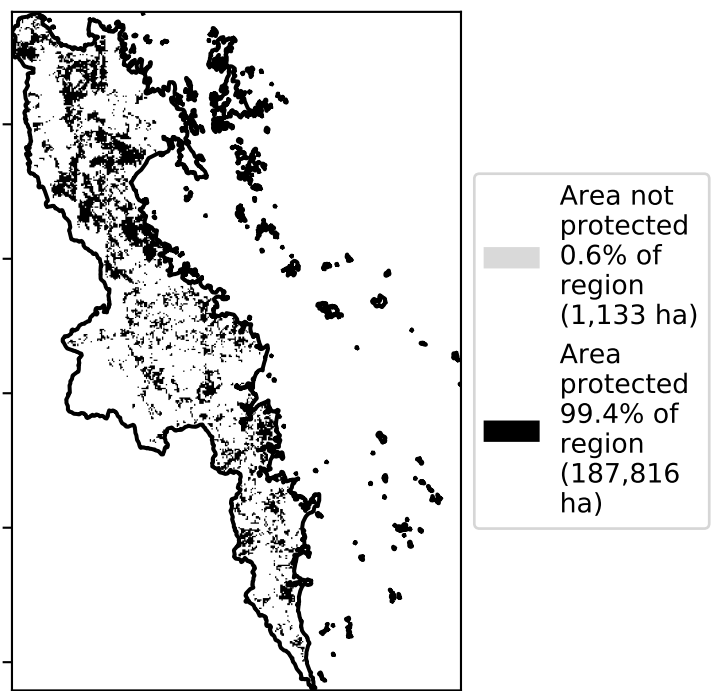 Area not
protected
0.6% of
region
(1,133 ha)
Area
protected
99.4% of
region
(187,816
ha)